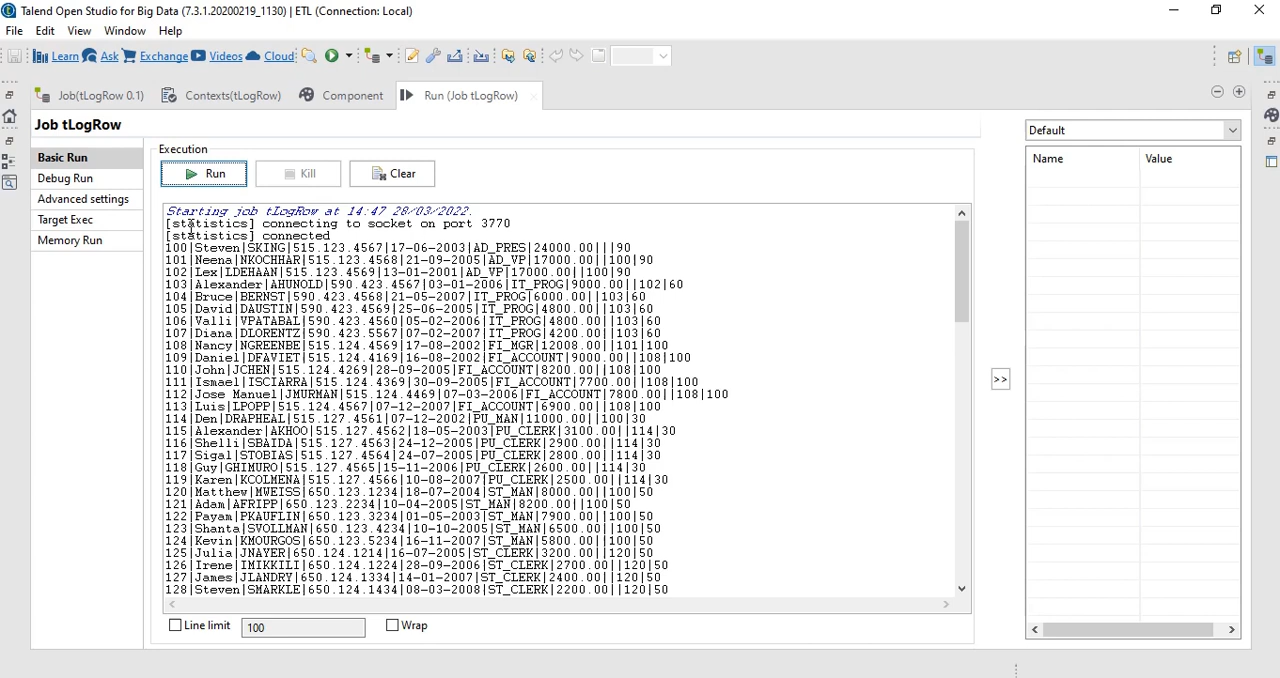 Talend Open Studio for Big Data (7.3.1.20200219_1130) | ETL (Connection: Local)
File Edit View Window Help
Learn Ask Exchange Videos Cloud
Job(tLogRow 0.1) Contexts(tLogRow) Component Run (Job tLogRow)
Job tLogRow
Default
Basic Run
Debug Run
Advanced settings
Target Exec
Memory Run
Execution
Run Kill Clear
Name Value
Starting job tLogRow at 14:47 28/03/2022.
[statistics] connecting to socket on port 3770
[statistics] connected
100|Steven|SKING|515.123.4567|17-06-2003|AD_PRES|24000.00|||90
101|Neena|NKOCHHAR|515.123.4568|21-09-2005|AD_VP|17000.00||100|90
102|Lex|LDEHAAN|515.123.4569|13-01-2001|AD_VP|17000.00||100|90
103|Alexander|AHUNOLD|590.423.4567|03-01-2006|IT_PROG|9000.00||102|60
104|Bruce|BERNST|590.423.4568|21-05-2007|IT_PROG|6000.00||103|60
105|David|DAUSTIN|590.423.4569|25-06-2005|IT_PROG|4800.00||103|60
106|Valli|VPATABAL|590.423.4560|05-02-2006|IT_PROG|4800.00||103|60
107|Diana|DLORENTZ|590.423.5567|07-02-2007|IT_PROG|4200.00||103|60
108|Nancy|NGREENBE|515.124.4569|17-08-2002|FI_MGR|12008.00||101|100
109|Daniel|DFAVIET|515.124.4169|16-08-2002|FI_ACCOUNT|9000.00||108|100
110|John|JCHEN|515.124.4269|28-09-2005|FI_ACCOUNT|8200.00||108|100
111|Ismael|ISCIARRA|515.124.4369|30-09-2005|FI_ACCOUNT|7700.00||108|100
112|Jose Manuel|JMURMAN|515.124.4469|07-03-2006|FI_ACCOUNT|7800.00||108|100
113|Luis|LPOPP|515.124.4567|07-12-2007|FI_ACCOUNT|6900.00||108|100
114|Den|DRAPHEAL|515.127.4561|07-12-2002|PU_MAN|11000.00||100|30
115|Alexander|AKHOO|515.127.4562|18-05-2003|PU_CLERK|3100.00||114|30
116|Shelli|SBAIDA|515.127.4563|24-12-2005|PU_CLERK|2900.00||114|30
117|Sigal|STOBIAS|515.127.4564|24-07-2005|PU_CLERK|2800.00||114|30
118|Guy|GHIMURO|515.127.4565|15-11-2006|PU_CLERK|2600.00||114|30
119|Karen|KCOLMENA|515.127.4566|10-08-2007|PU_CLERK|2500.00||114|30
120|Matthew|MWEISS|650.123.1234|18-07-2004|ST_MAN|8000.00||100|50
121|Adam|AFRIPP|650.123.2234|10-04-2005|ST_MAN|8200.00||100|50
122|Payam|PKAUFLIN|650.123.3234|01-05-2003|ST_MAN|7900.00||100|50
123|Shanta|SVOLLMAN|650.123.4234|10-10-2005|ST_MAN|6500.00||100|50
124|Kevin|KMOURGOS|650.123.5234|16-11-2007|ST_MAN|5800.00||100|50
125|Julia|JNAYER|650.124.1214|16-07-2005|ST_CLERK|3200.00||120|50
126|Irene|IMIKKILI|650.124.1224|28-09-2006|ST_CLERK|2700.00||120|50
127|James|JLANDRY|650.124.1334|14-01-2007|ST_CLERK|2400.00||120|50
128|Steven|SMARKLE|650.124.1434|08-03-2008|ST_CLERK|2200.00||120|50
>>
Line limit 100 Wrap